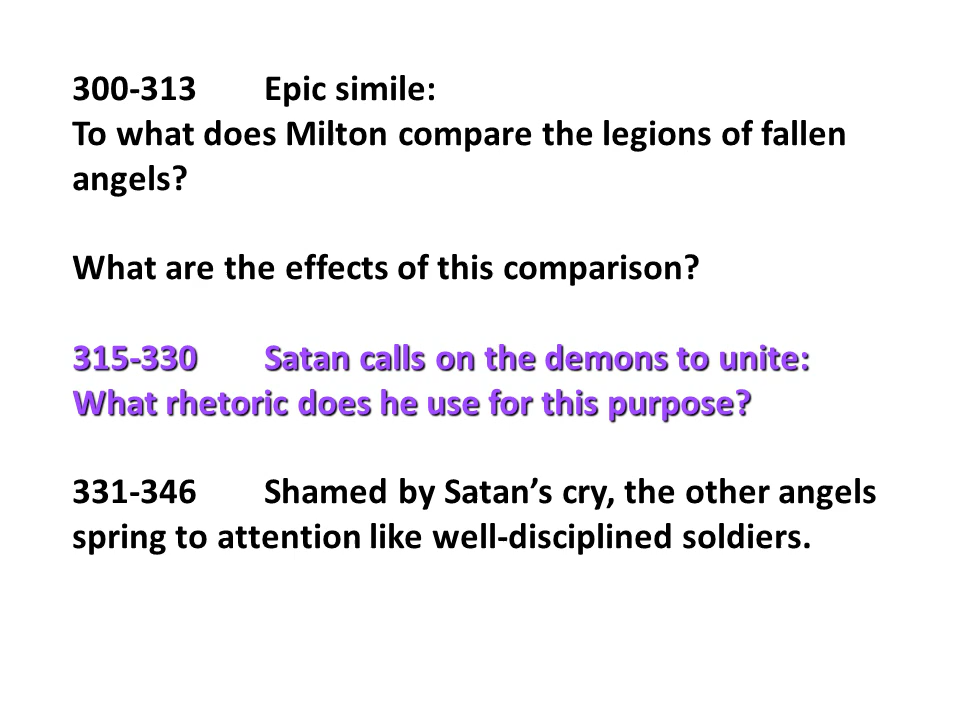 300-313 Epic simile:
To what does Milton compare the legions of fallen
angels?
What are the effects of this comparison?
315-330 Satan calls on the demons to unite:
What rhetoric does he use for this purpose?
331-346 Shamed by Satan’s cry, the other angels
spring to attention like well-disciplined soldiers.